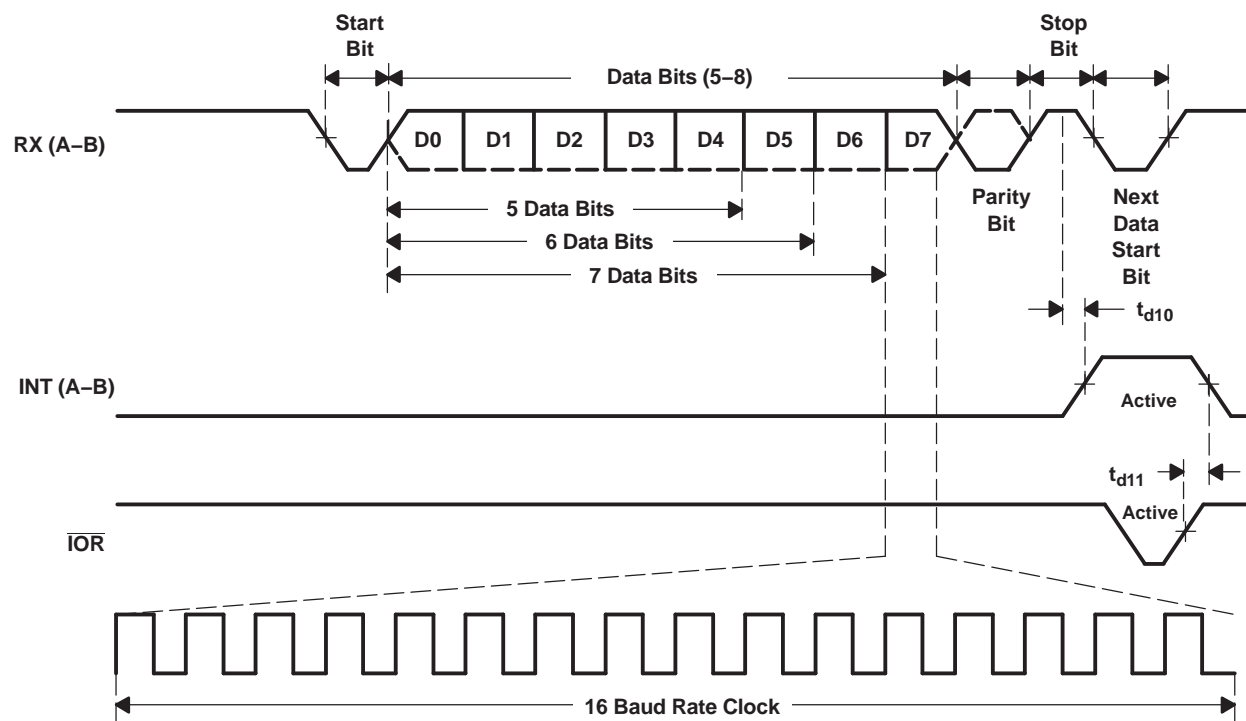 Start
Bit
Stop
Bit
Data Bits (5–8)
RX (A–B)
D0
D1
D2
D3
D4
D5
D6
D7
5 Data Bits
6 Data Bits
7 Data Bits
Parity
Bit
Next
Data
Start
Bit
td10
INT (A–B)
Active
td11
Active
IOR
16 Baud Rate Clock